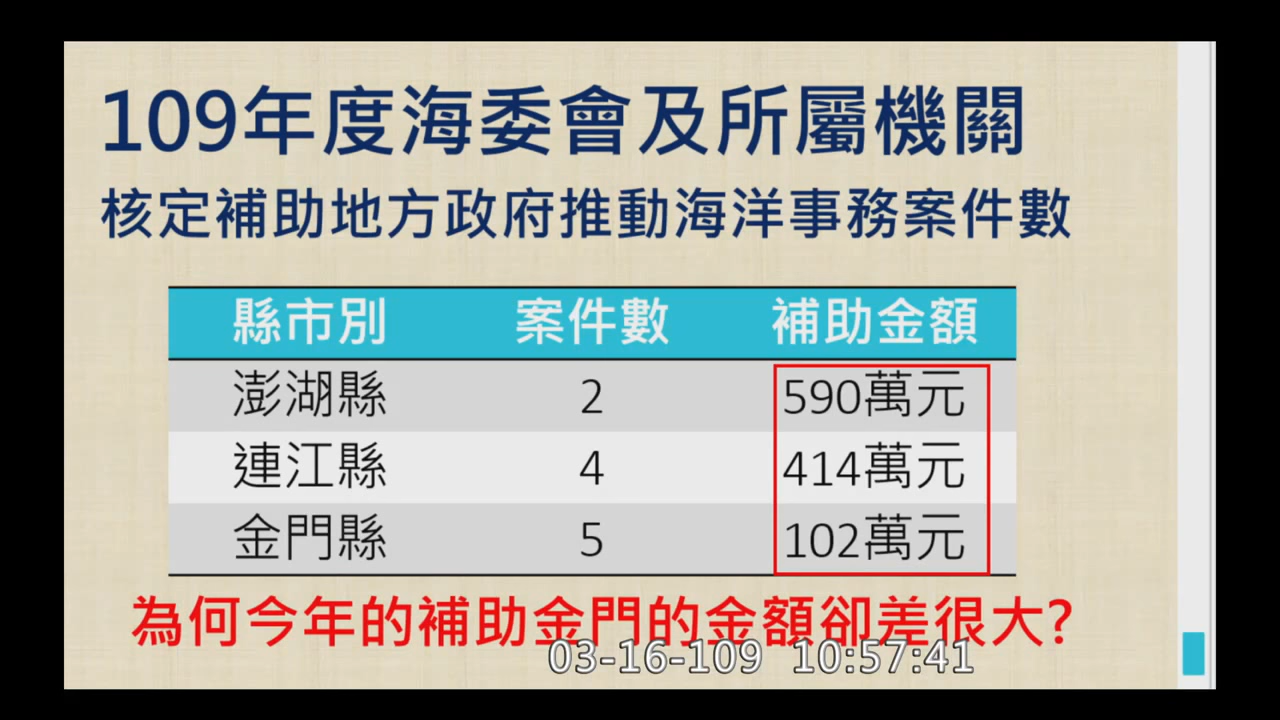 109年度海委會及所屬機關
核定補助地方政府推動海洋事務案件數
縣市別 案件數 補助金額
澎湖縣 2 590萬元
連江縣 4 414萬元
金門縣 5 102萬元
為何今年的補助金門的金額卻差很大?
03-16-109 10:57:41